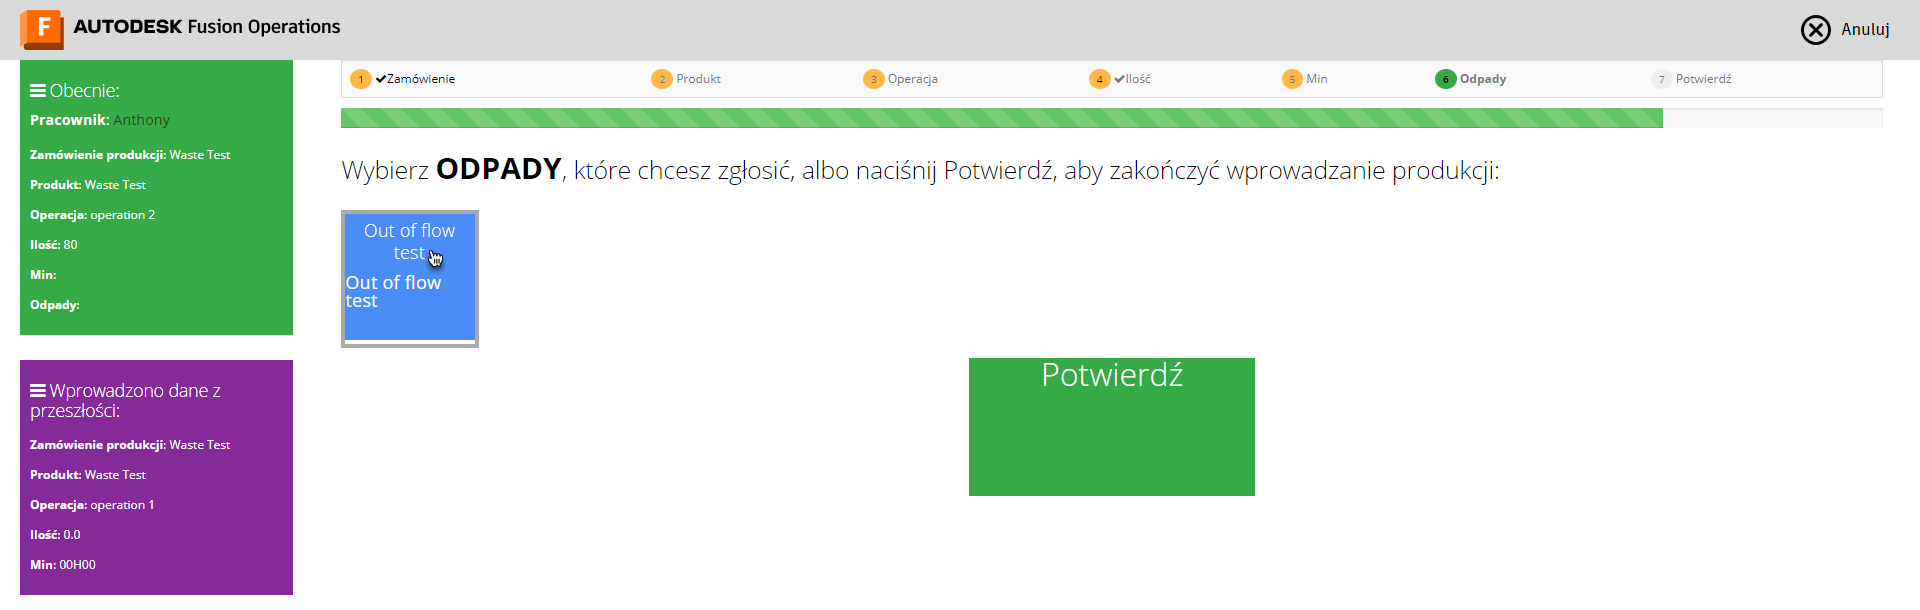 F AUTODESK Fusion Operations
Anuluj
Obecnie:
Pracownik: Anthony
Zamówienie produkcji: Waste Test
Produkt: Waste Test
Operacja: operation 2
Ilość: 80
Min:
Odpady:
Wprowadzono dane z
przeszłości:
Zamówienie produkcji: Waste Test
Produkt: Waste Test
Operacja: operation 1
Ilość: 0.0
Min: 00H00
1 Zamówienie
2 Produkt
3 Operacja
4 Ilość
5 Min
6 Odpady
7 Potwierdź
Wybierz ODPADY, które chcesz zgłosić, albo naciśnij Potwierdź, aby zakończyć wprowadzanie produkcji:
Out of flow
test
Out of flow
test
Potwierdź